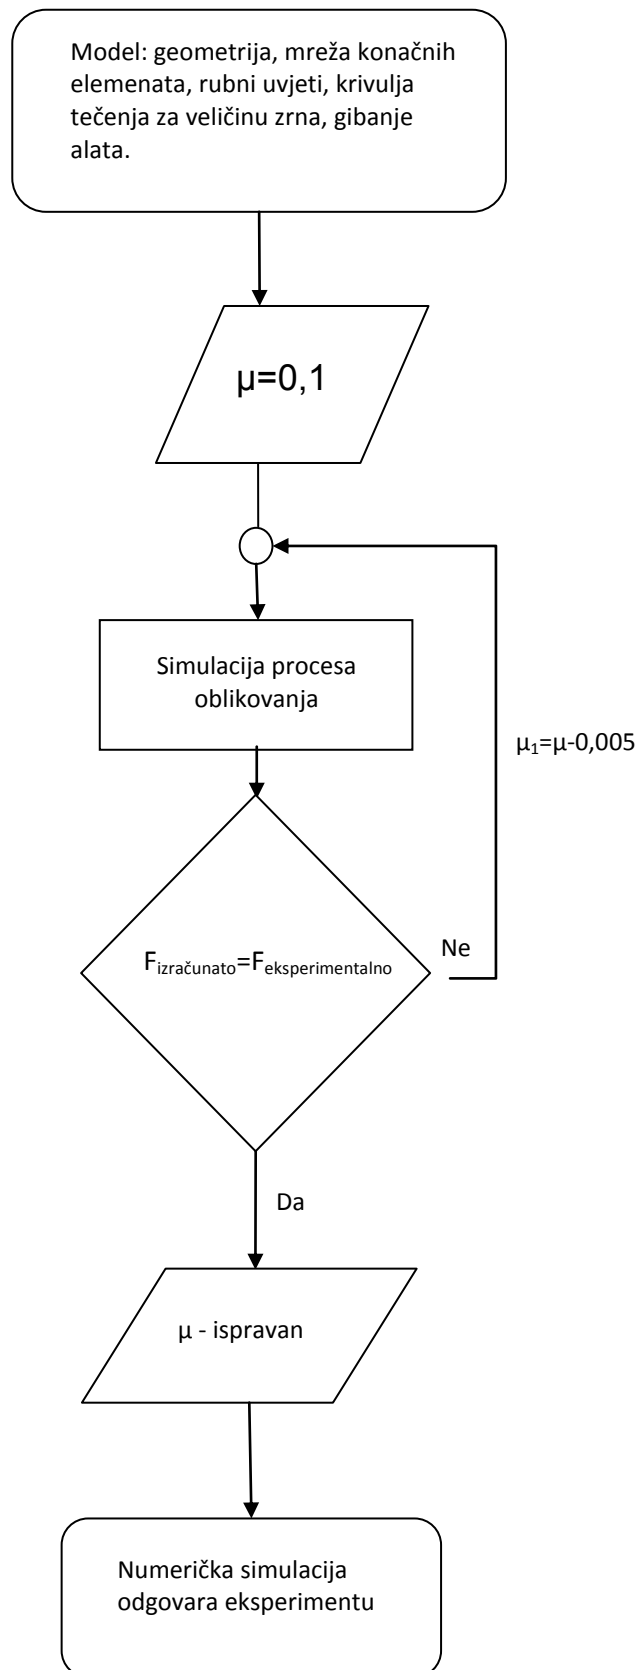 Model: geometrija, mreža konačnih
elemenata, rubni uvjeti, krivulja
tečenja za veličinu zrna, gibanje
alata.
μ=0,1
Simulacija procesa
oblikovanja
μ₁=μ-0,005
Fizračunato=Feksperimentalno
Ne
Da
μ - ispravan
Numerička simulacija
odgovara eksperimentu